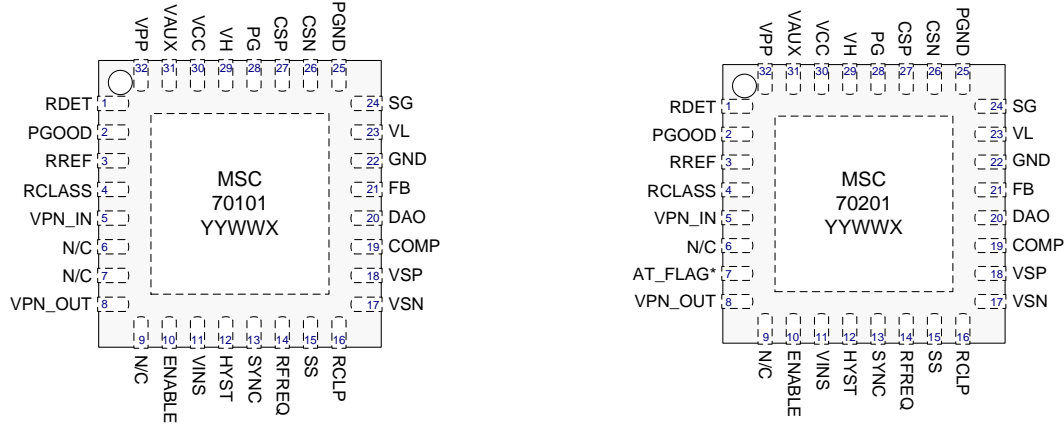 VPP VAUX VCC VH PG CSP CSN PGND
32 31 30 29 28 27 26 25
RDET 1
PGOOD 2
RREF 3
RCLASS 4
VPN_IN 5
N/C 6
N/C 7
VPN_OUT 8
MSC
70101
YYWWX
24 SG
23 VL
22 GND
21 FB
20 DAO
19 COMP
18 VSP
17 VSN
9 10 11 12 13 14 15 16
N/C ENABLE VINS HYST SYNC RFREQ SS RCLP
VPP VAUX VCC VH PG CSP CSN PGND
32 31 30 29 28 27 26 25
RDET 1
PGOOD 2
RREF 3
RCLASS 4
VPN_IN 5
N/C 6
AT_FLAG* 7
VPN_OUT 8
MSC
70201
YYWWX
24 SG
23 VL
22 GND
21 FB
20 DAO
19 COMP
18 VSP
17 VSN
9 10 11 12 13 14 15 16
N/C ENABLE VINS HYST SYNC RFREQ SS RCLP